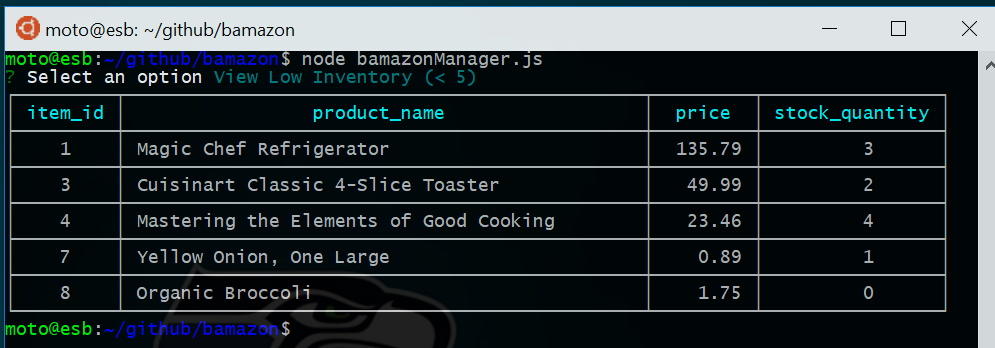 moto@esb: ~/github/bamazon
moto@esb:~/github/bamazon$ node bamazonManager.js
? Select an option View Low Inventory (< 5)
item_id product_name price stock_quantity
1 Magic Chef Refrigerator 135.79 3
3 Cuisinart Classic 4-Slice Toaster 49.99 2
4 Mastering the Elements of Good Cooking 23.46 4
7 Yellow Onion, One Large 0.89 1
8 Organic Broccoli 1.75 0
moto@esb:~/github/bamazon$